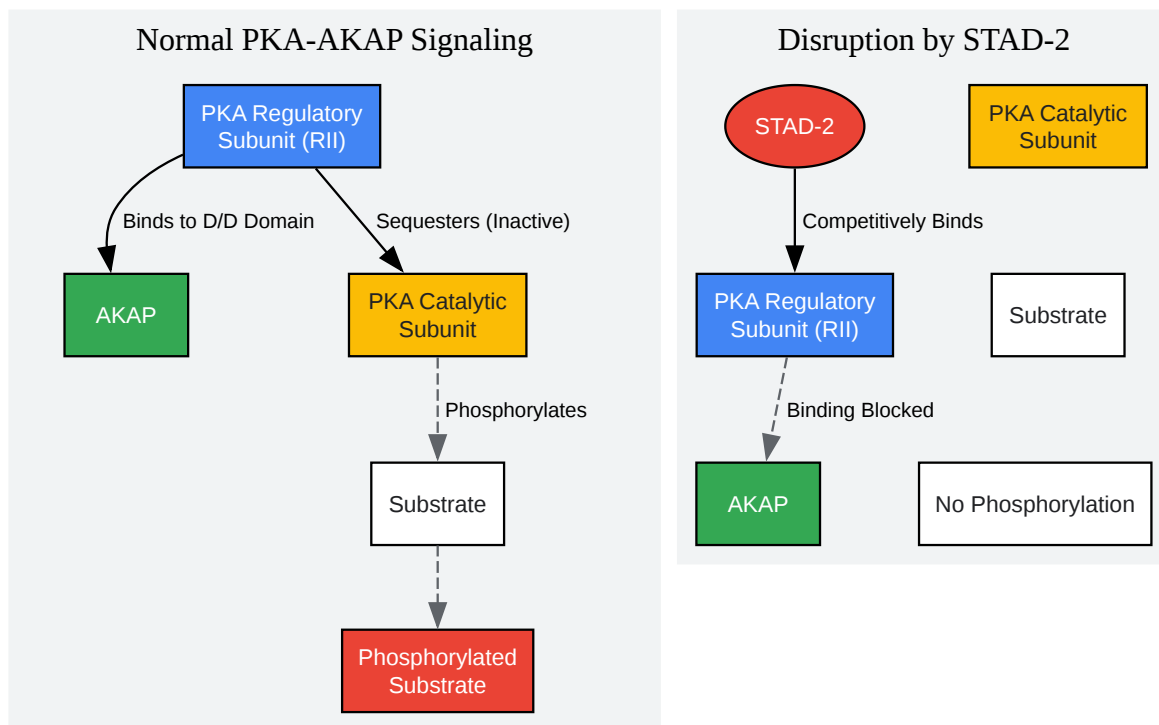 Normal PKA-AKAP Signaling
PKA Regulatory
Subunit (RII)
Binds to D/D Domain
Sequesters (Inactive)
AKAP
PKA Catalytic
Subunit
Phosphorylates
Substrate
Phosphorylated
Substrate
Disruption by STAD-2
STAD-2
PKA Catalytic
Subunit
Competitively Binds
PKA Regulatory
Subunit (RII)
Substrate
Binding Blocked
AKAP
No Phosphorylation